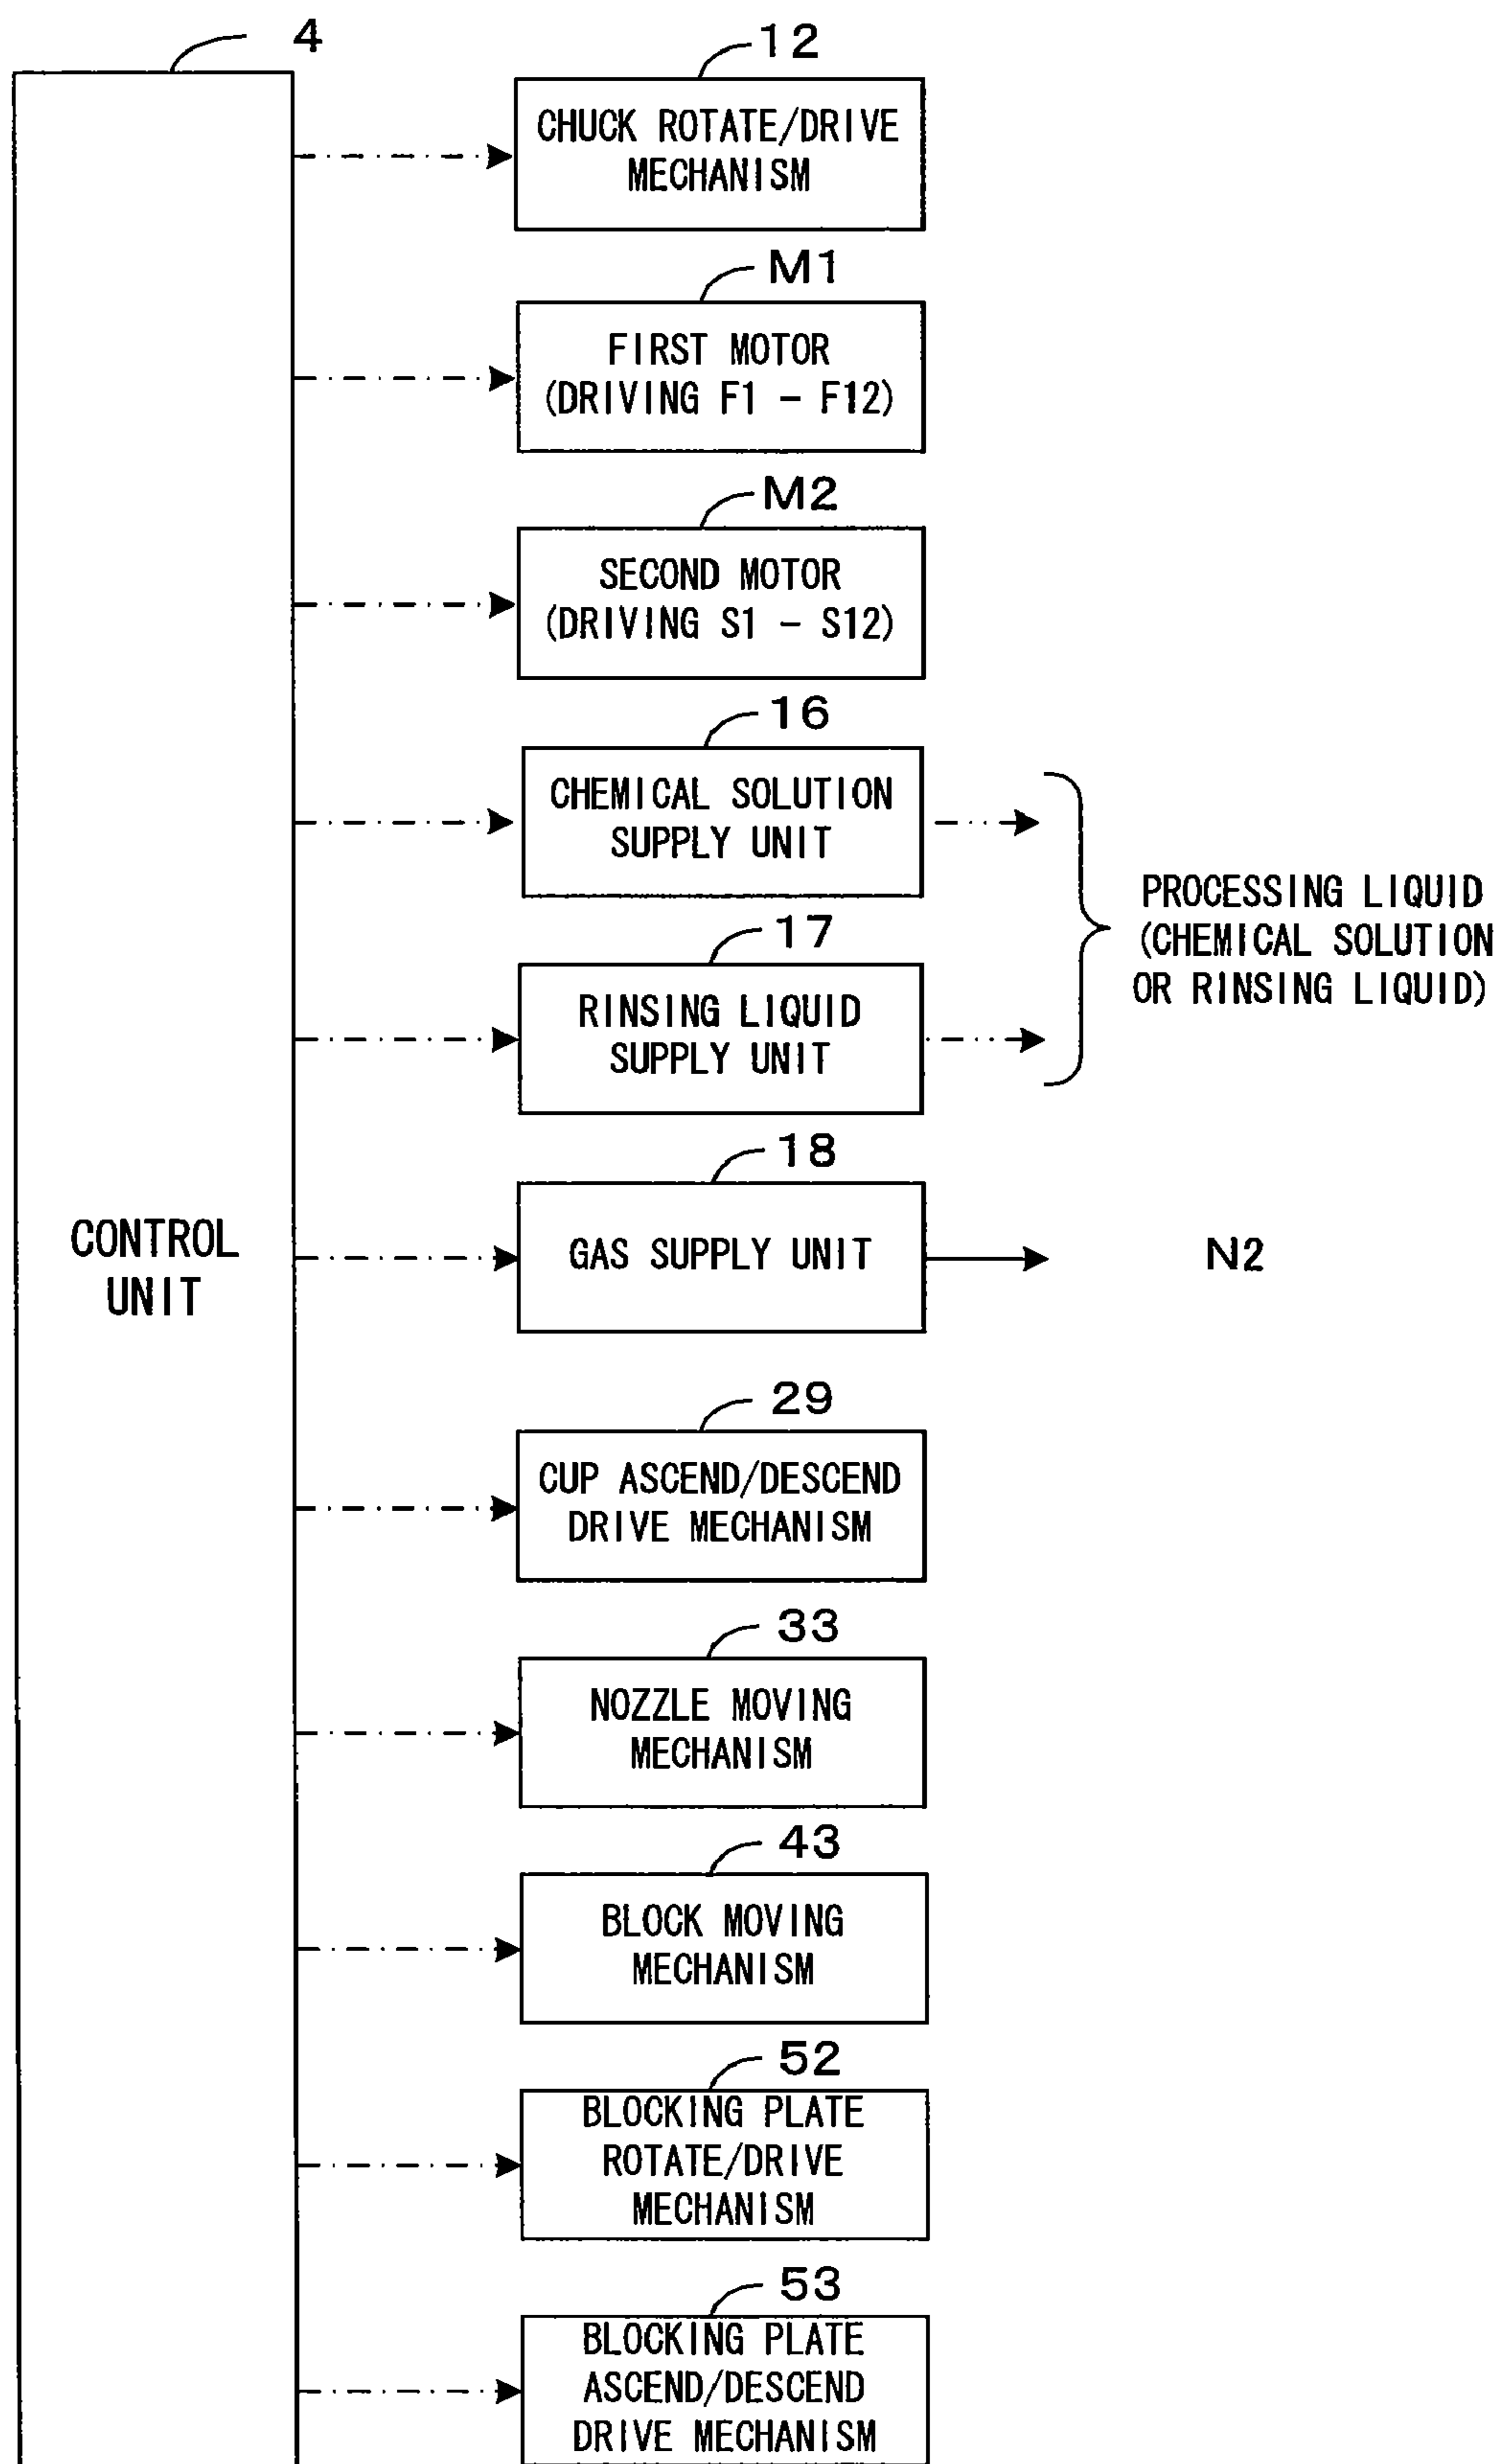 4
12
CHUCK ROTATE/DRIVE
MECHANISM
M1
FIRST MOTOR
(DRIVING F1 - F12)
M2
SECOND MOTOR
(DRIVING S1 - S12)
16
CHEMICAL SOLUTION
SUPPLY UNIT
17
RINSING LIQUID
SUPPLY UNIT
PROCESSING LIQUID
(CHEMICAL SOLUTION
OR RINSING LIQUID)
18
GAS SUPPLY UNIT
N2
CONTROL
UNIT
29
CUP ASCEND/DESCEND
DRIVE MECHANISM
33
NOZZLE MOVING
MECHANISM
43
BLOCK MOVING
MECHANISM
52
BLOCKING PLATE
ROTATE/DRIVE
MECHANISM
53
BLOCKING PLATE
ASCEND/DESCEND
DRIVE MECHANISM